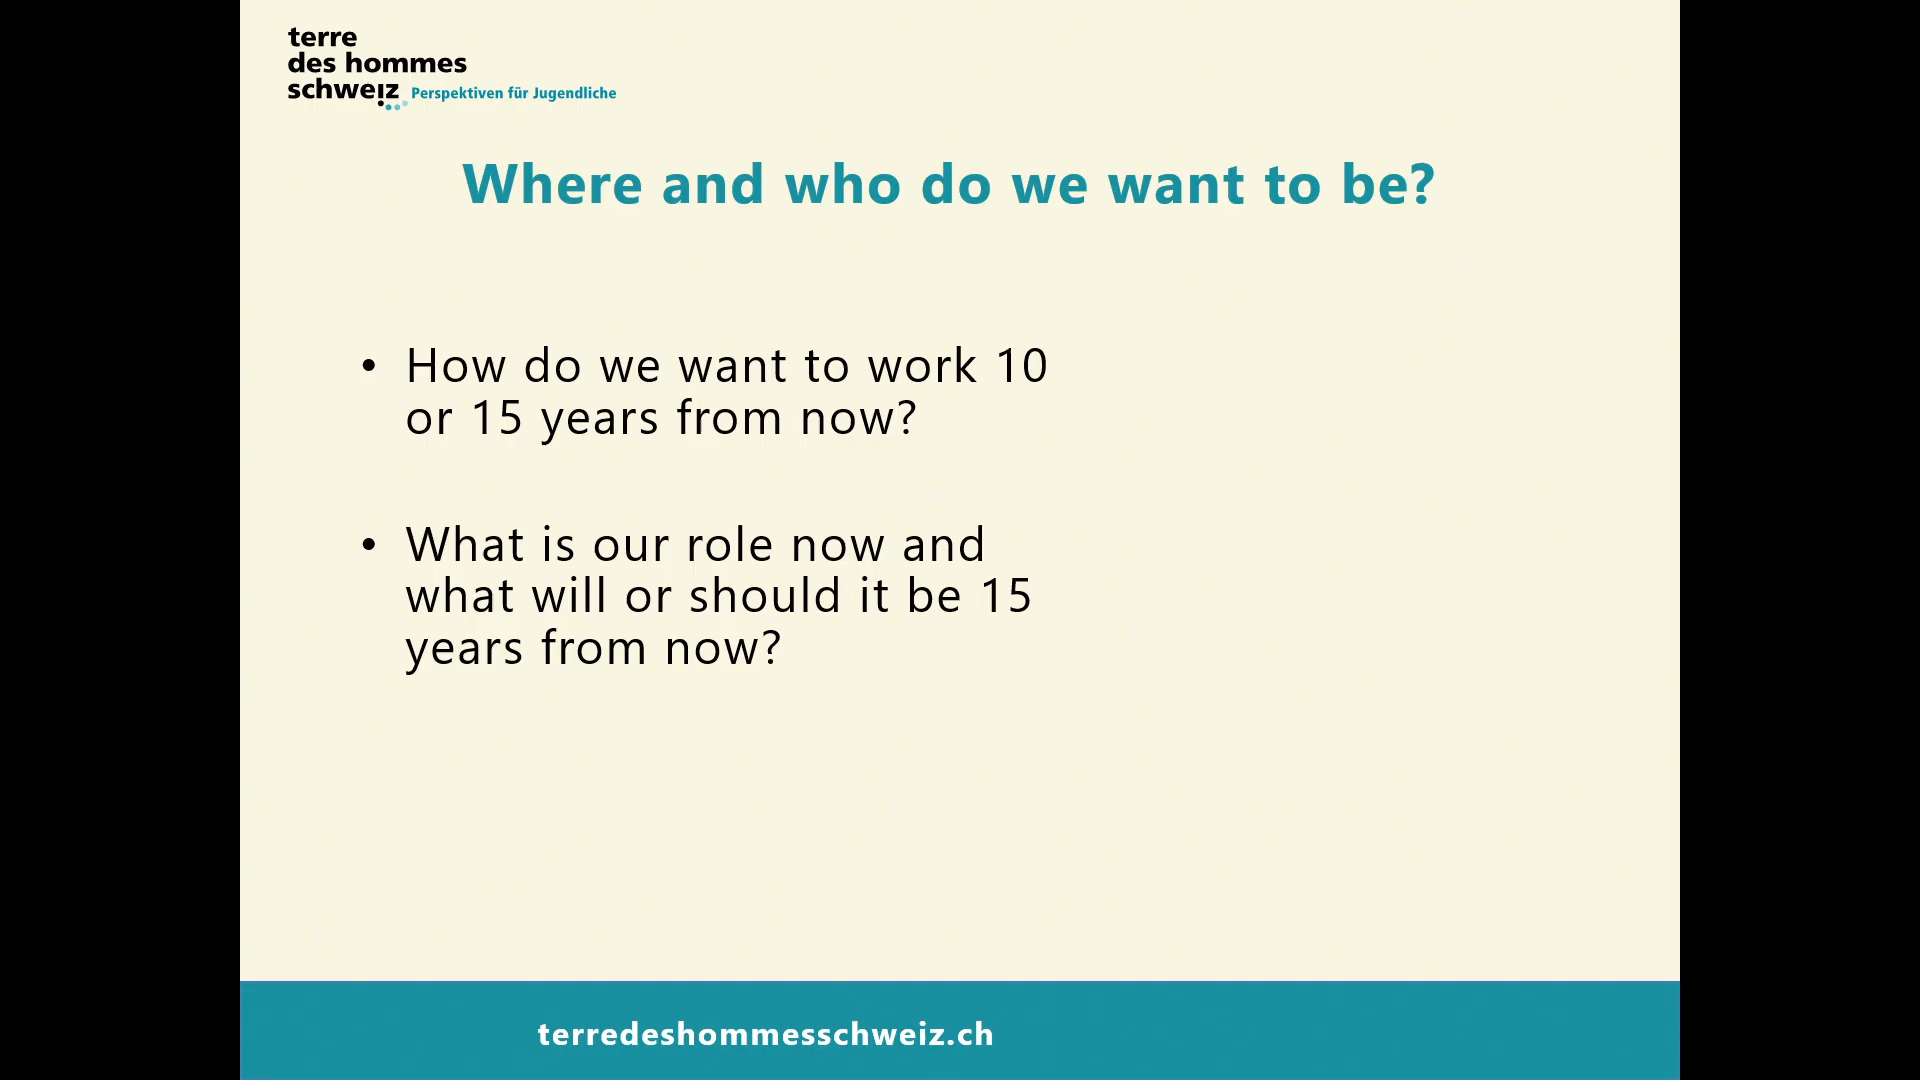 terre
des hommes
schweiz Perspektiven für Jugendliche
Where and who do we want to be?
• How do we want to work 10
or 15 years from now?
• What is our role now and
what will or should it be 15
years from now?
terredeshommesschweiz.ch